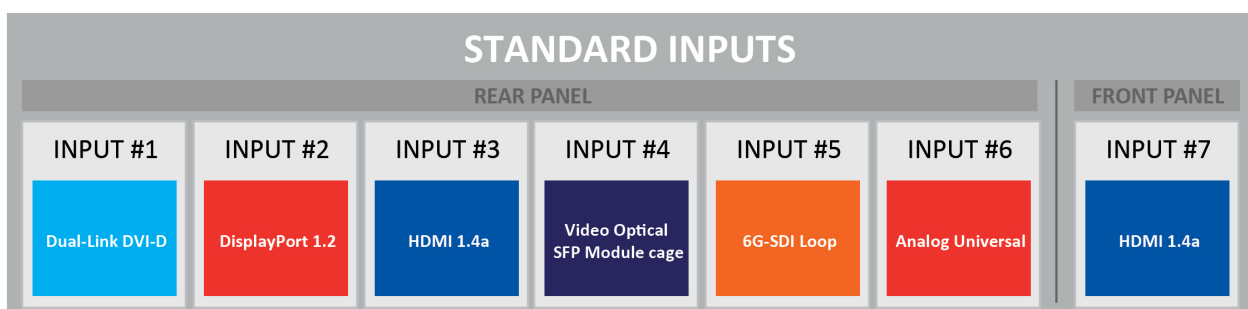 STANDARD INPUTS
REAR PANEL
FRONT PANEL
INPUT #1
Dual-Link DVI-D
INPUT #2
DisplayPort 1.2
INPUT #3
HDMI 1.4a
INPUT #4
Video Optical
SFP Module cage
INPUT #5
6G-SDI Loop
INPUT #6
Analog Universal
INPUT #7
HDMI 1.4a